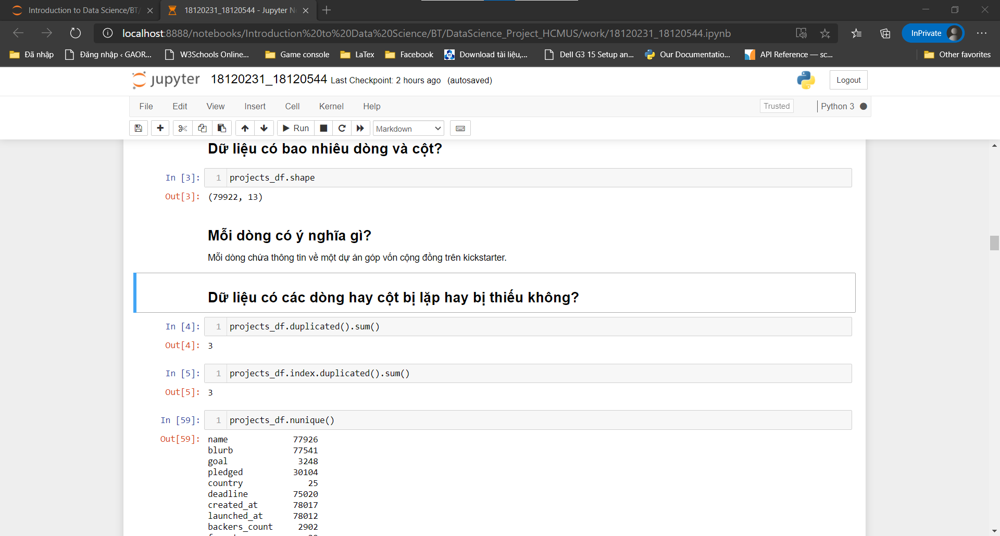 Introduction to Data Science/BT/
18120231_18120544 - Jupyter N
localhost:8888/notebooks/Introduction%20to%20Data%20Science/BT/DataScience_Project_HCMUS/work/18120231_18120544.ipynb
InPrivate
Đã nhập
Đăng nhập ‹ GAOR...
W3Schools Online...
Game console
LaTex
Facebook
Download tài liệu,...
Dell G3 15 Setup an...
Our Documentatio...
API Reference — sc...
Other favorites
jupyter 18120231_18120544 Last Checkpoint: 2 hours ago (autosaved)
Logout
File Edit View Insert Cell Kernel Help
Trusted
Python 3
Run
Markdown
Dữ liệu có bao nhiêu dòng và cột?
In [3]: 1 projects_df.shape
Out[3]: (79922, 13)
Mỗi dòng có ý nghĩa gì?
Mỗi dòng chứa thông tin về một dự án góp vốn cộng đồng trên kickstarter.
Dữ liệu có các dòng hay cột bị lặp hay bị thiếu không?
In [4]: 1 projects_df.duplicated().sum()
Out[4]: 3
In [5]: 1 projects_df.index.duplicated().sum()
Out[5]: 3
In [59]: 1 projects_df.nunique()
Out[59]: name 77926
blurb 77541
goal 3248
pledged 30104
country 25
deadline 75020
created_at 78017
launched_at 78012
backers_count 2902